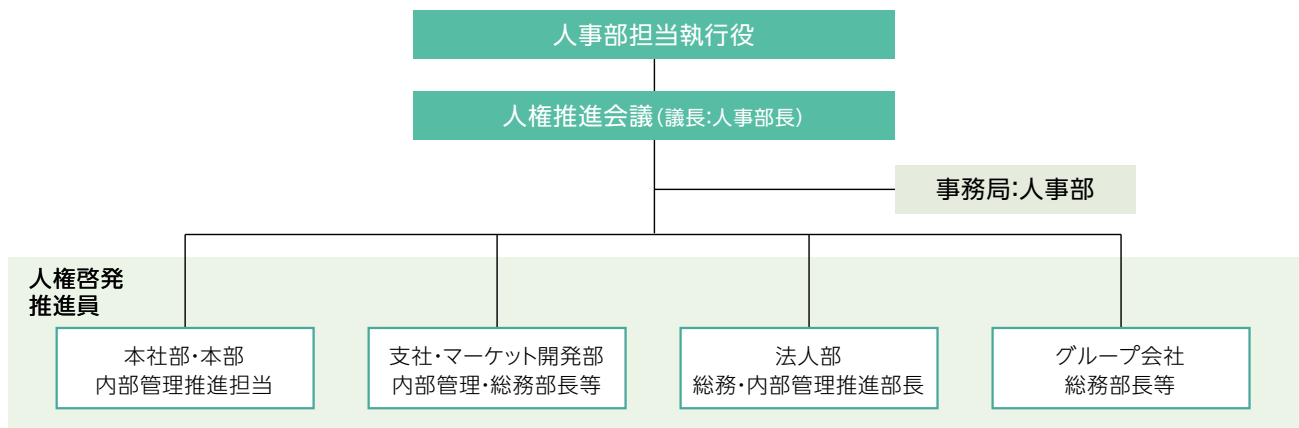 人事部担当執行役
人権推進会議(議長:人事部長)
事務局:人事部
人権啓発
推進員
本社部・本部
内部管理推進担当
支社・マーケット開発部
内部管理・総務部長等
法人部
総務・内部管理推進部長
グループ会社
総務部長等